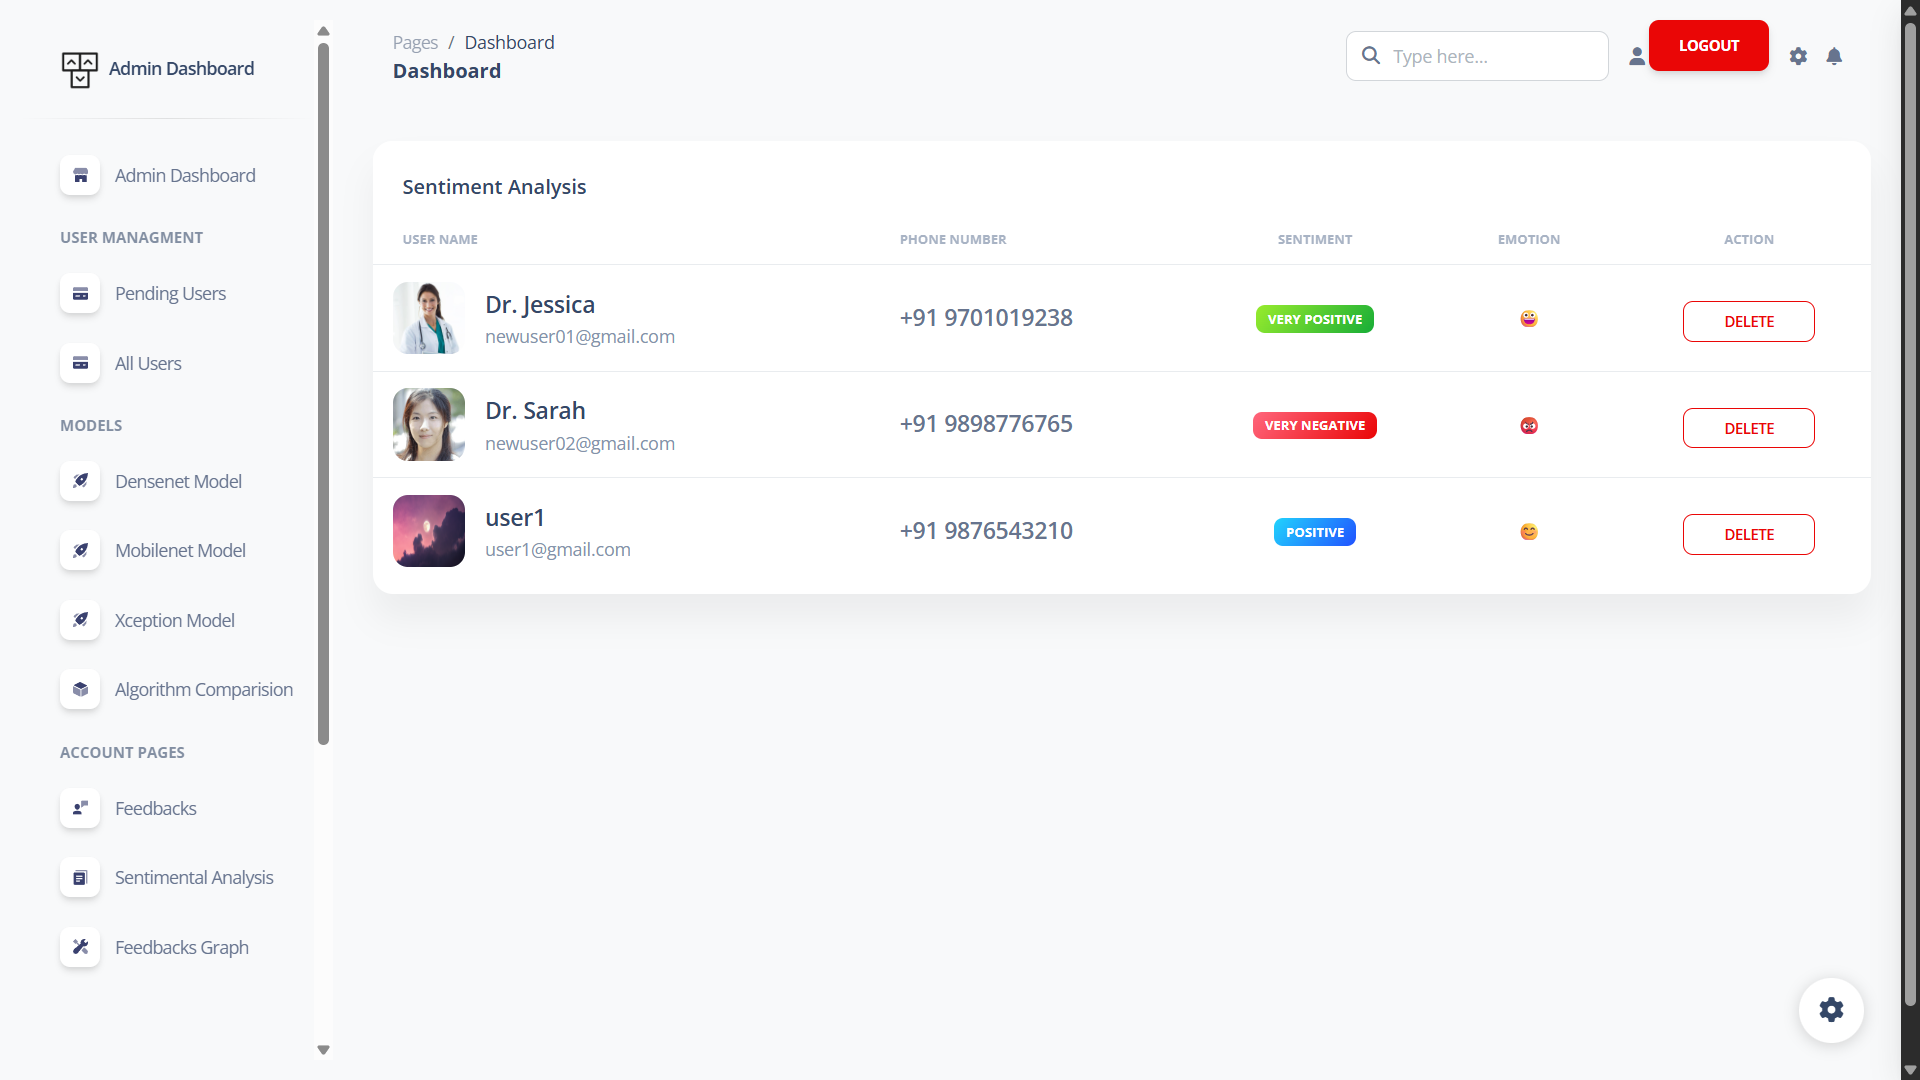 Admin Dashboard
Admin Dashboard
USER MANAGMENT
Pending Users
All Users
MODELS
Densenet Model
Mobilenet Model
Xception Model
Algorithm Comparision
ACCOUNT PAGES
Feedbacks
Sentimental Analysis
Feedbacks Graph
Pages / Dashboard
Dashboard
Type here...
LOGOUT
Sentiment Analysis
USER NAME PHONE NUMBER SENTIMENT EMOTION ACTION
Dr. Jessica
newuser01@gmail.com
+91 9701019238
VERY POSITIVE
DELETE
Dr. Sarah
newuser02@gmail.com
+91 9898776765
VERY NEGATIVE
DELETE
user1
user1@gmail.com
+91 9876543210
POSITIVE
DELETE